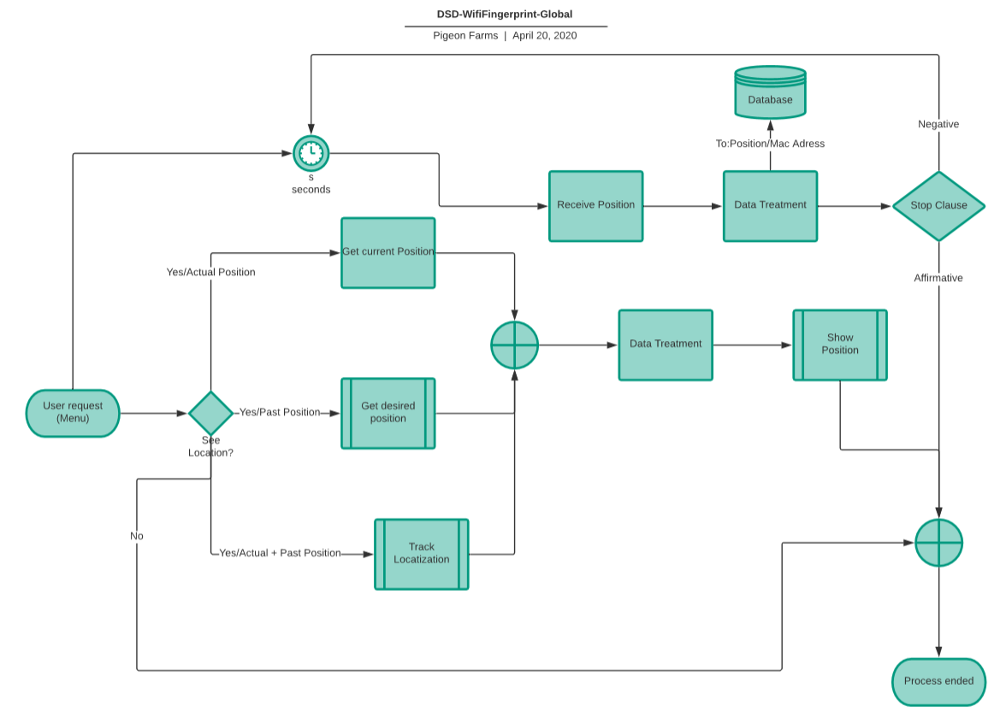 DSD-WifiFingerprint-Global
Pigeon Farms | April 20, 2020
Database
Negative
To:Position/Mac Adress
s
seconds
Receive Position
Data Treatment
Stop Clause
Get current Position
Yes/Actual Position
Affirmative
Data Treatment
Show
Position
User request
(Menu)
Yes/Past Position
Get desired
position
See
Location?
No
Yes/Actual + Past Position
Track
Locatization
Process ended